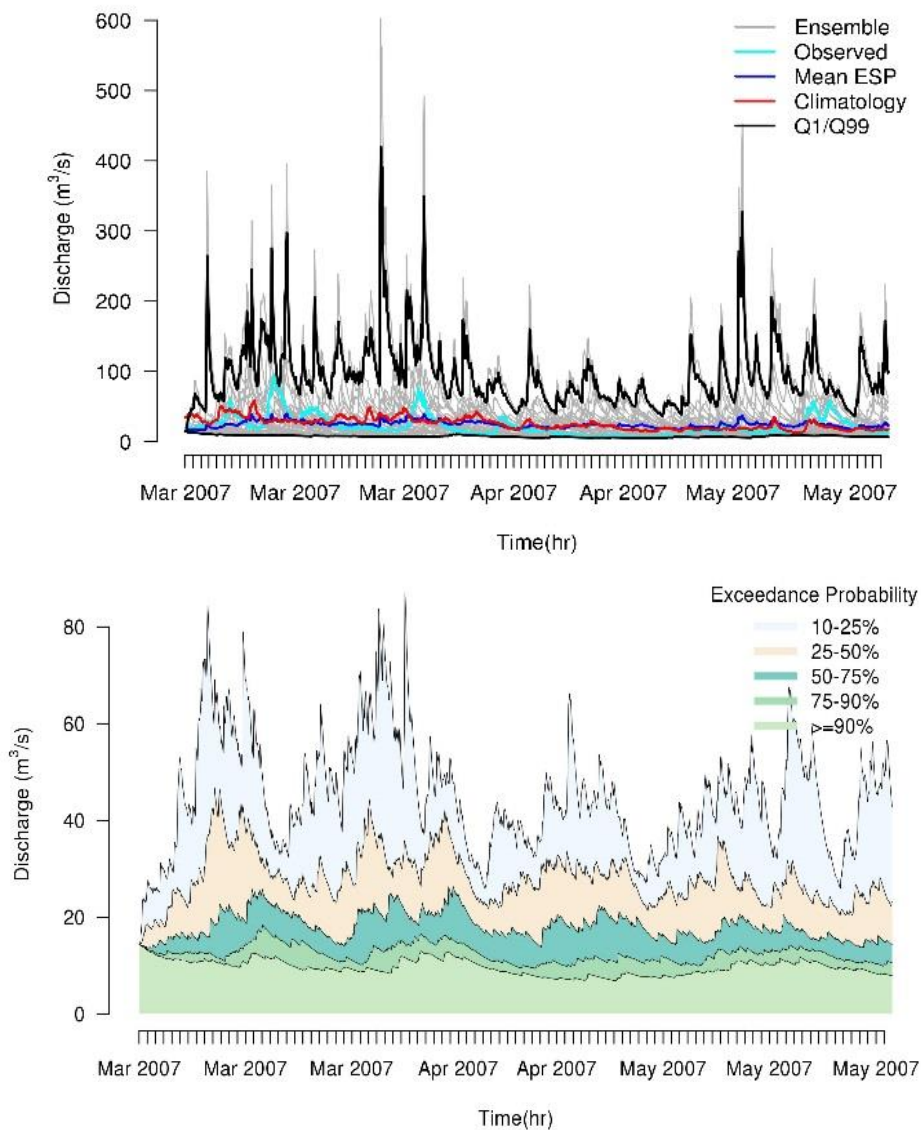 600
500
400
300
200
100
0
Discharge (m³/s)
Ensemble
Observed
Mean ESP
Climatology
Q1/Q99
Mar 2007 Mar 2007 Mar 2007 Apr 2007 Apr 2007 May 2007 May 2007
Time(hr)
80
60
40
20
0
Discharge (m³/s)
Exceedance Probability
10-25%
25-50%
50-75%
75-90%
>=90%
Mar 2007 Mar 2007 Mar 2007 Apr 2007 Apr 2007 May 2007 May 2007 May 2007
Time(hr)